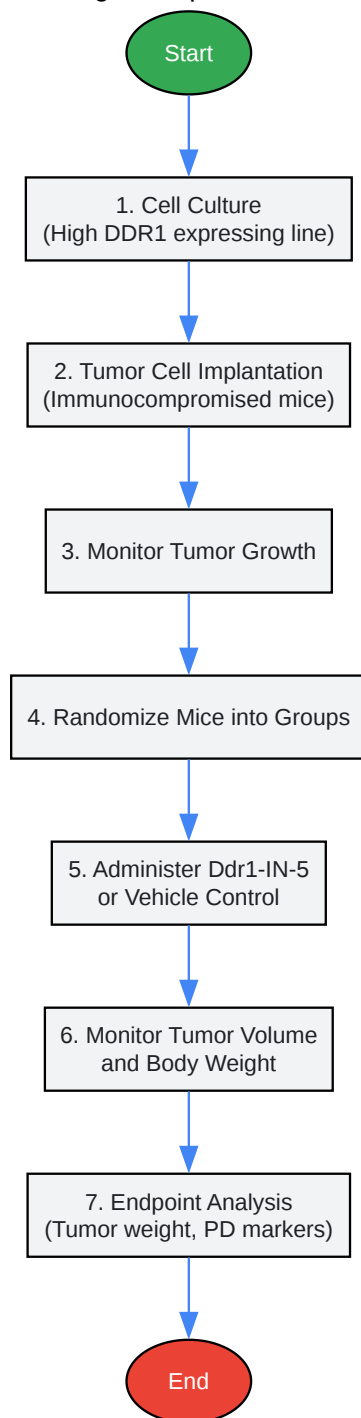 Start
1. Cell Culture
(High DDR1 expressing line)
2. Tumor Cell Implantation
(Immunocompromised mice)
3. Monitor Tumor Growth
4. Randomize Mice into Groups
5. Administer Ddr1-IN-5
or Vehicle Control
6. Monitor Tumor Volume
and Body Weight
7. Endpoint Analysis
(Tumor weight, PD markers)
End